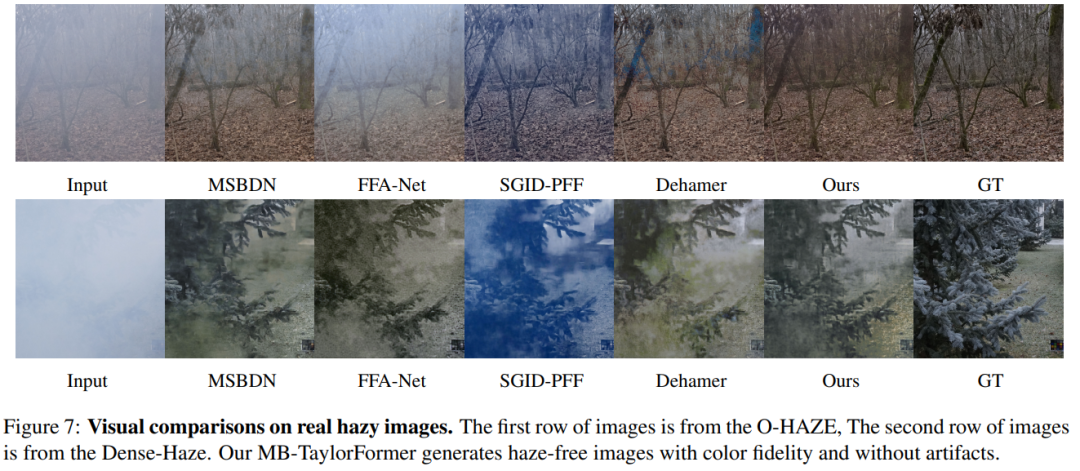 Input MSBDN FFA-Net SGID-PFF Dehamer Ours GT
Input MSBDN FFA-Net SGID-PFF Dehamer Ours GT
Figure 7: Visual comparisons on real hazy images. The first row of images is from the O-HAZE, The second row of images
is from the Dense-Haze. Our MB-TaylorFormer generates haze-free images with color fidelity and without artifacts.